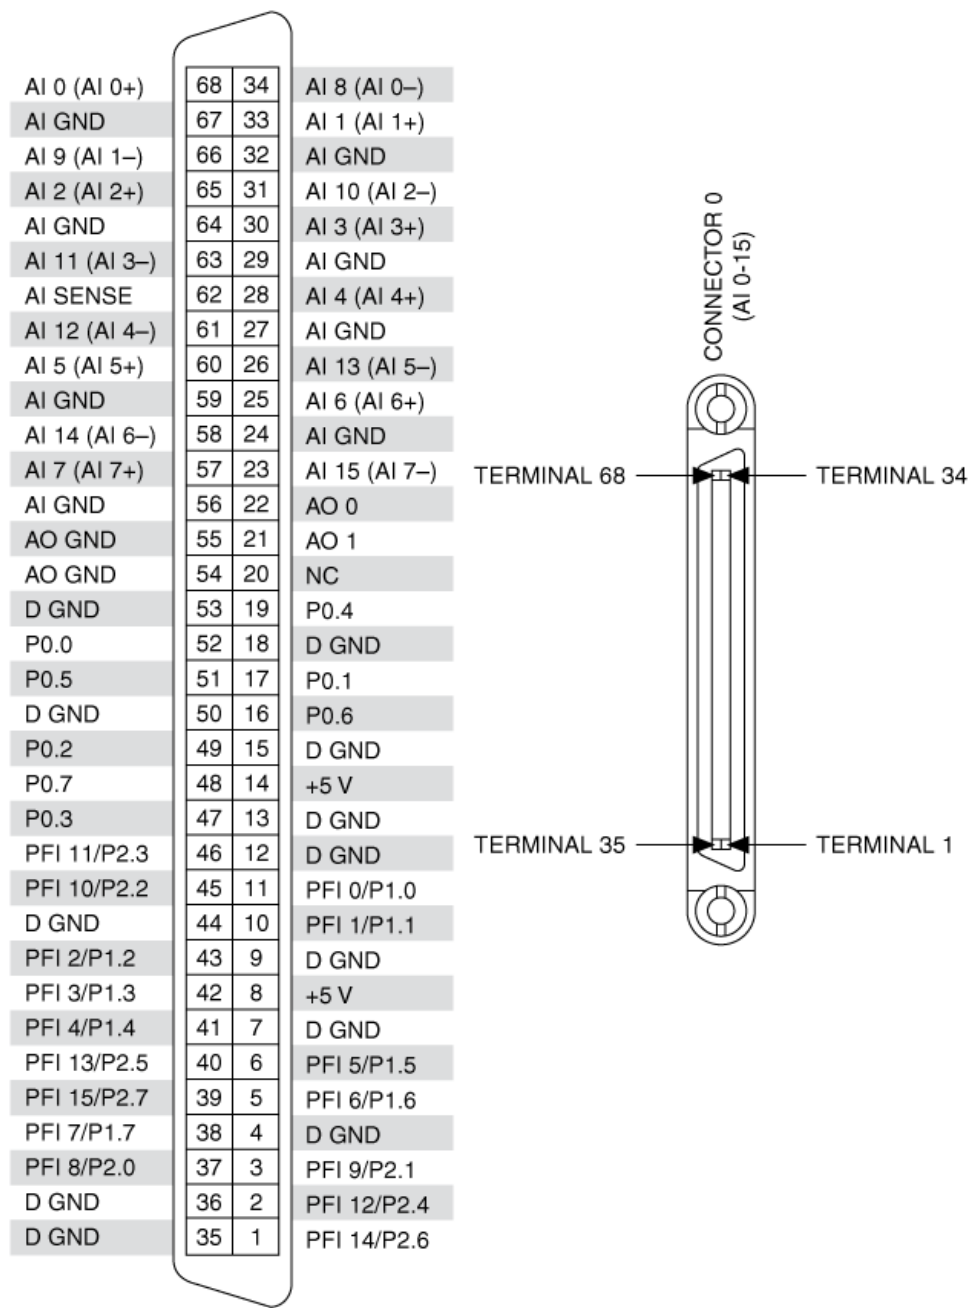 AI 0 (AI 0+) 68 34 AI 8 (AI 0–)
AI GND 67 33 AI 1 (AI 1+)
AI 9 (AI 1–) 66 32 AI GND
AI 2 (AI 2+) 65 31 AI 10 (AI 2–)
AI GND 64 30 AI 3 (AI 3+)
AI 11 (AI 3–) 63 29 AI GND
AI SENSE 62 28 AI 4 (AI 4+)
AI 12 (AI 4–) 61 27 AI GND
AI 5 (AI 5+) 60 26 AI 13 (AI 5–)
AI GND 59 25 AI 6 (AI 6+)
AI 14 (AI 6–) 58 24 AI GND
AI 7 (AI 7+) 57 23 AI 15 (AI 7–)
AI GND 56 22 AO 0
AO GND 55 21 AO 1
AO GND 54 20 NC
D GND 53 19 P0.4
P0.0 52 18 D GND
P0.5 51 17 P0.1
D GND 50 16 P0.6
P0.2 49 15 D GND
P0.7 48 14 +5 V
P0.3 47 13 D GND
PFI 11/P2.3 46 12 D GND
PFI 10/P2.2 45 11 PFI 0/P1.0
D GND 44 10 PFI 1/P1.1
PFI 2/P1.2 43 9 D GND
PFI 3/P1.3 42 8 +5 V
PFI 4/P1.4 41 7 D GND
PFI 13/P2.5 40 6 PFI 5/P1.5
PFI 15/P2.7 39 5 PFI 6/P1.6
PFI 7/P1.7 38 4 D GND
PFI 8/P2.0 37 3 PFI 9/P2.1
D GND 36 2 PFI 12/P2.4
D GND 35 1 PFI 14/P2.6
CONNECTOR 0
(AI 0-15)
TERMINAL 68 TERMINAL 34
TERMINAL 35 TERMINAL 1